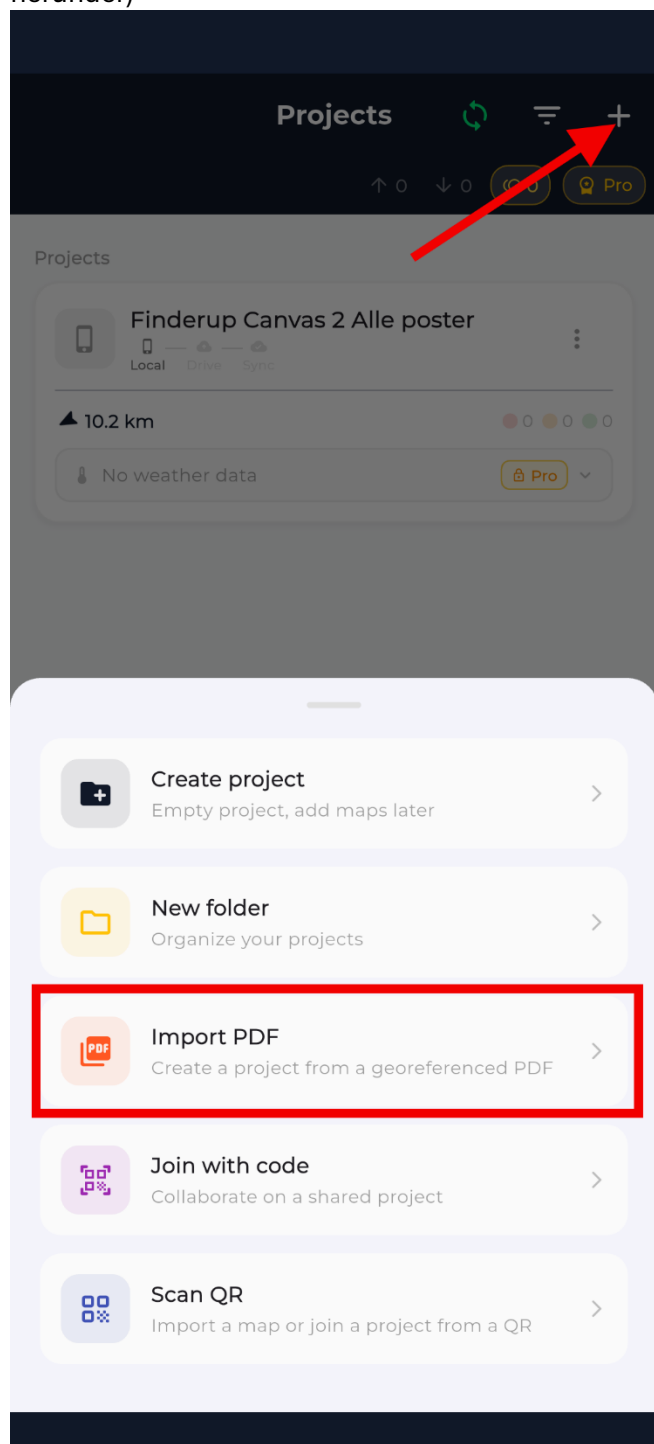 Projects
↑ 0 ↓ 0 0 Pro
Projects
Finderup Canvas 2 Alle poster
Local Drive Sync
10.2 km 0 0 0
No weather data Pro
Create project
Empty project, add maps later
New folder
Organize your projects
PDF
Import PDF
Create a project from a georeferenced PDF
Join with code
Collaborate on a shared project
Scan QR
Import a map or join a project from a QR